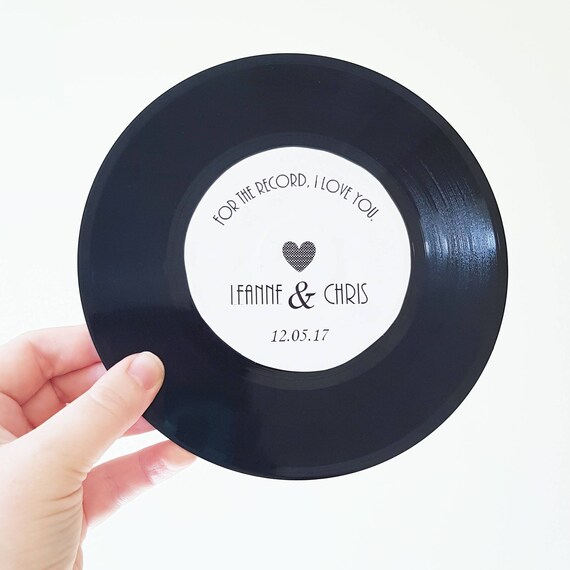 FOR THE RECORD, I LOVE YOU.
LEANNE & CHRIS
12.05.17